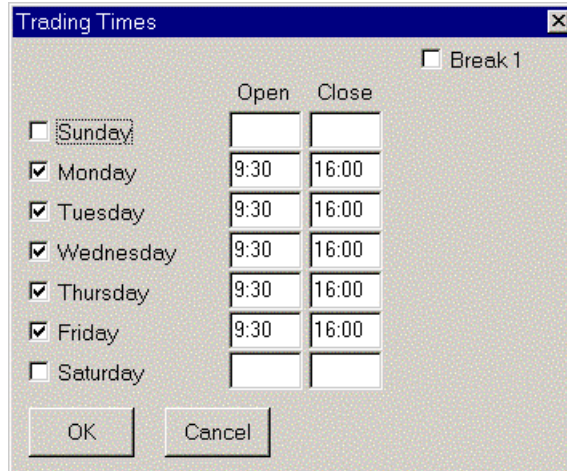 Trading Times
Break 1
Open Close
Sunday
Monday 9:30 16:00
Tuesday 9:30 16:00
Wednesday 9:30 16:00
Thursday 9:30 16:00
Friday 9:30 16:00
Saturday
OK Cancel